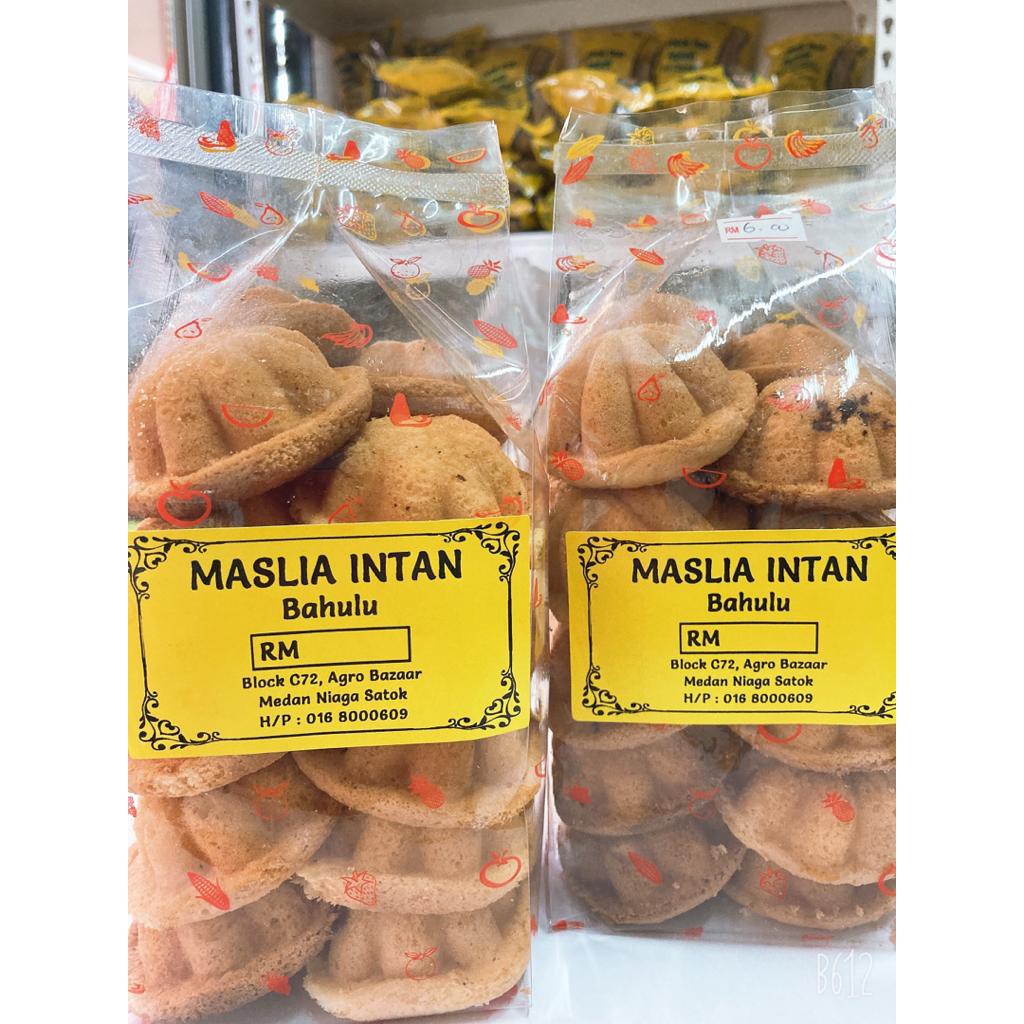 MASLIA INTAN
Bahulu
RM
Block C72, Agro Bazaar
Medan Niaga Satok
H/P : 016 8000609
RM 6.00
MASLIA INTAN
Bahulu
RM
Block C72, Agro Bazaar
Medan Niaga Satok
H/P : 016 8000609
B612